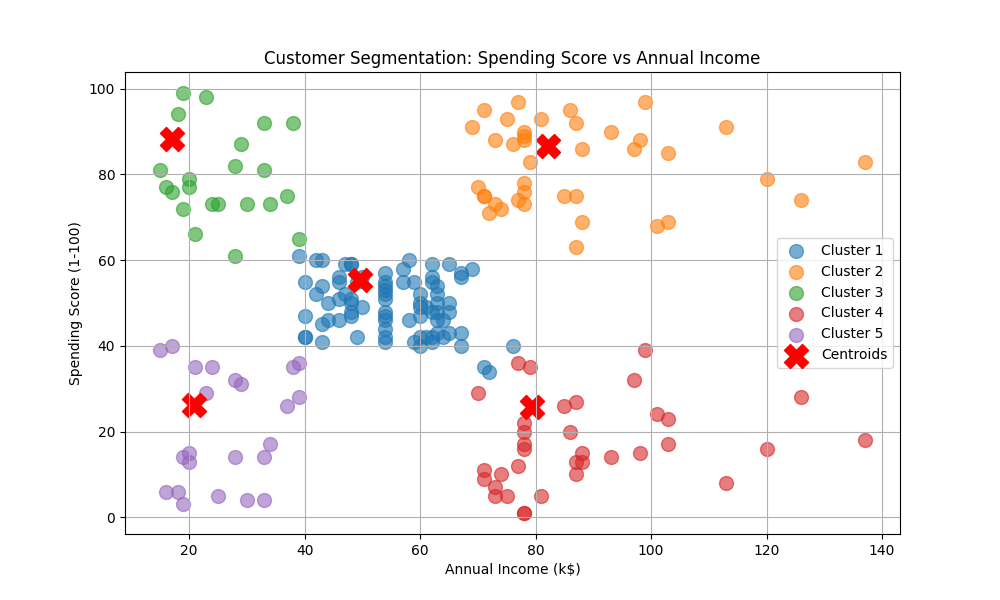 Customer Segmentation: Spending Score vs Annual Income
100
80
60
40
20
0
Spending Score (1-100)
Cluster 1
Cluster 2
Cluster 3
Cluster 4
Cluster 5
Centroids
20 40 60 80 100 120 140
Annual Income (k$)